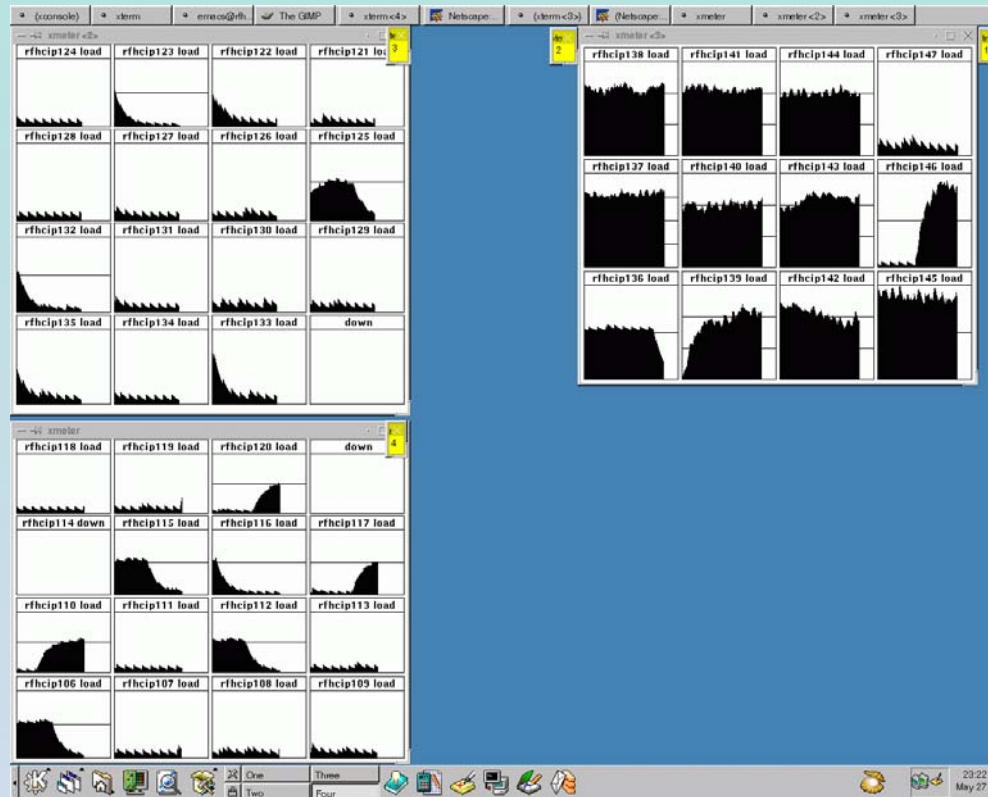 (xconsole)
xterm
emacs@rfh...
The GIMP
xterm<4>
Netscape:...
(xterm<3>)
(Netscape:...
xmeter
xmeter<2>
xmeter<3>
xmeter <2>
3
rfhcip124 load rfhcip123 load rfhcip122 load rfhcip121
rfhcip128 load rfhcip127 load rfhcip126 load rfhcip125 load
rfhcip132 load rfhcip131 load rfhcip130 load rfhcip129 load
rfhcip135 load rfhcip134 load rfhcip133 load down
2
xmeter <3>
1
rfhcip138 load rfhcip141 load rfhcip144 load rfhcip147 load
rfhcip137 load rfhcip140 load rfhcip143 load rfhcip146 load
rfhcip136 load rfhcip139 load rfhcip142 load rfhcip145 load
xmeter
4
rfhcip118 load rfhcip119 load rfhcip120 load down
rfhcip114 down rfhcip115 load rfhcip116 load rfhcip117 load
rfhcip110 load rfhcip111 load rfhcip112 load rfhcip113 load
rfhcip106 load rfhcip107 load rfhcip108 load rfhcip109 load
One Three
Two Four
23:22
May 27